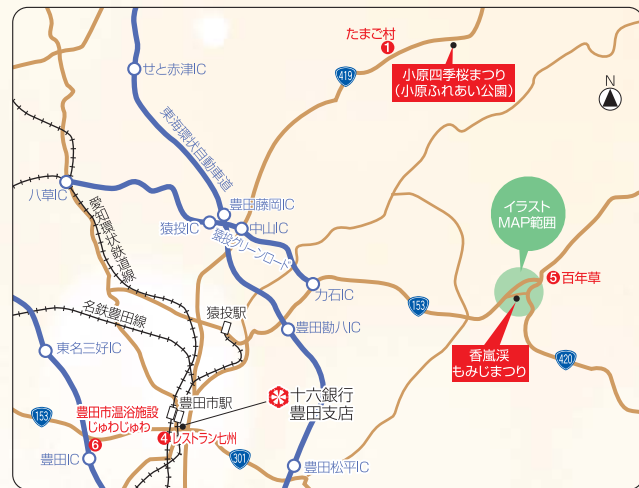 たまご村
1
小原四季桜まつり
(小原ふれあい公園)
N
せと赤津IC
419
東海環状自動車道
八草IC
豊田藤岡IC
猿投IC
中山IC
猿投グリーンロード
愛知環状鉄道線
イラスト
MAP範囲
5 百年草
力石IC
153
名鉄豊田線
猿投駅
豊田勘八IC
香嵐渓
もみじまつり
420
東名三好IC
十六銀行
豊田支店
豊田市駅
153
豊田市温浴施設
じゅわじゅわ
6
4 レストラン七州
豊田IC
301
豊田松平IC